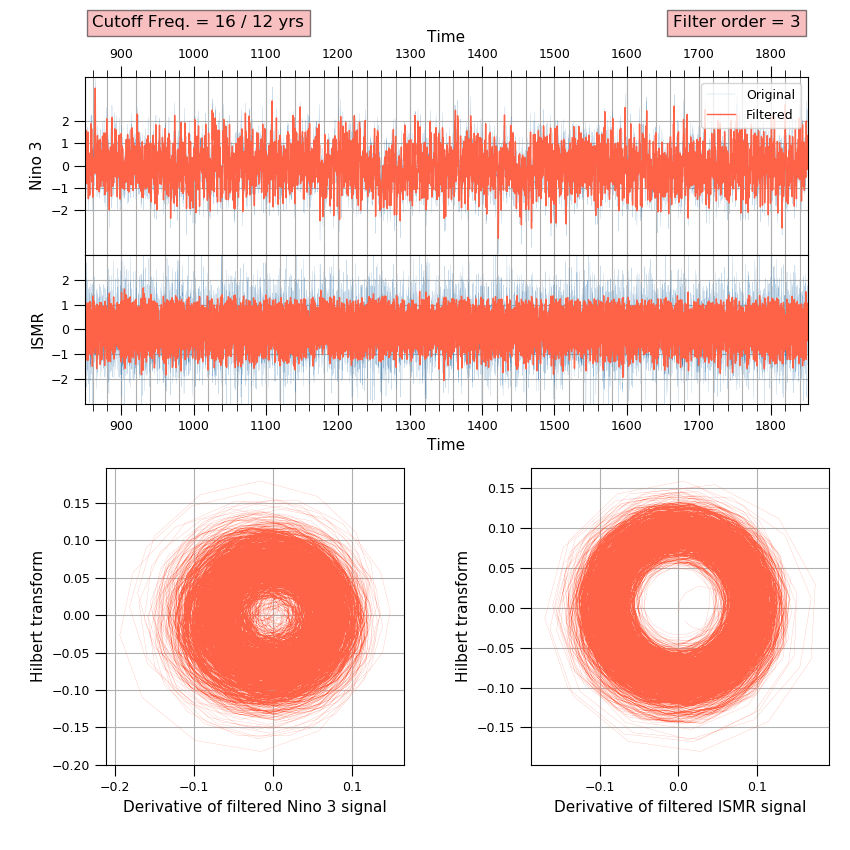 Cutoff Freq. = 16 / 12 yrs
Filter order = 3
Time
900 1000 1100 1200 1300 1400 1500 1600 1700 1800
Original
Filtered
Nino 3
2
1
0
−1
−2
ISMR
2
1
0
−1
−2
900 1000 1100 1200 1300 1400 1500 1600 1700 1800
Time
Hilbert transform
0.15
0.10
0.05
0.00
−0.05
−0.10
−0.15
−0.20
−0.2 −0.1 0.0 0.1
Derivative of filtered Nino 3 signal
Hilbert transform
0.15
0.10
0.05
0.00
−0.05
−0.10
−0.15
−0.1 0.0 0.1
Derivative of filtered ISMR signal